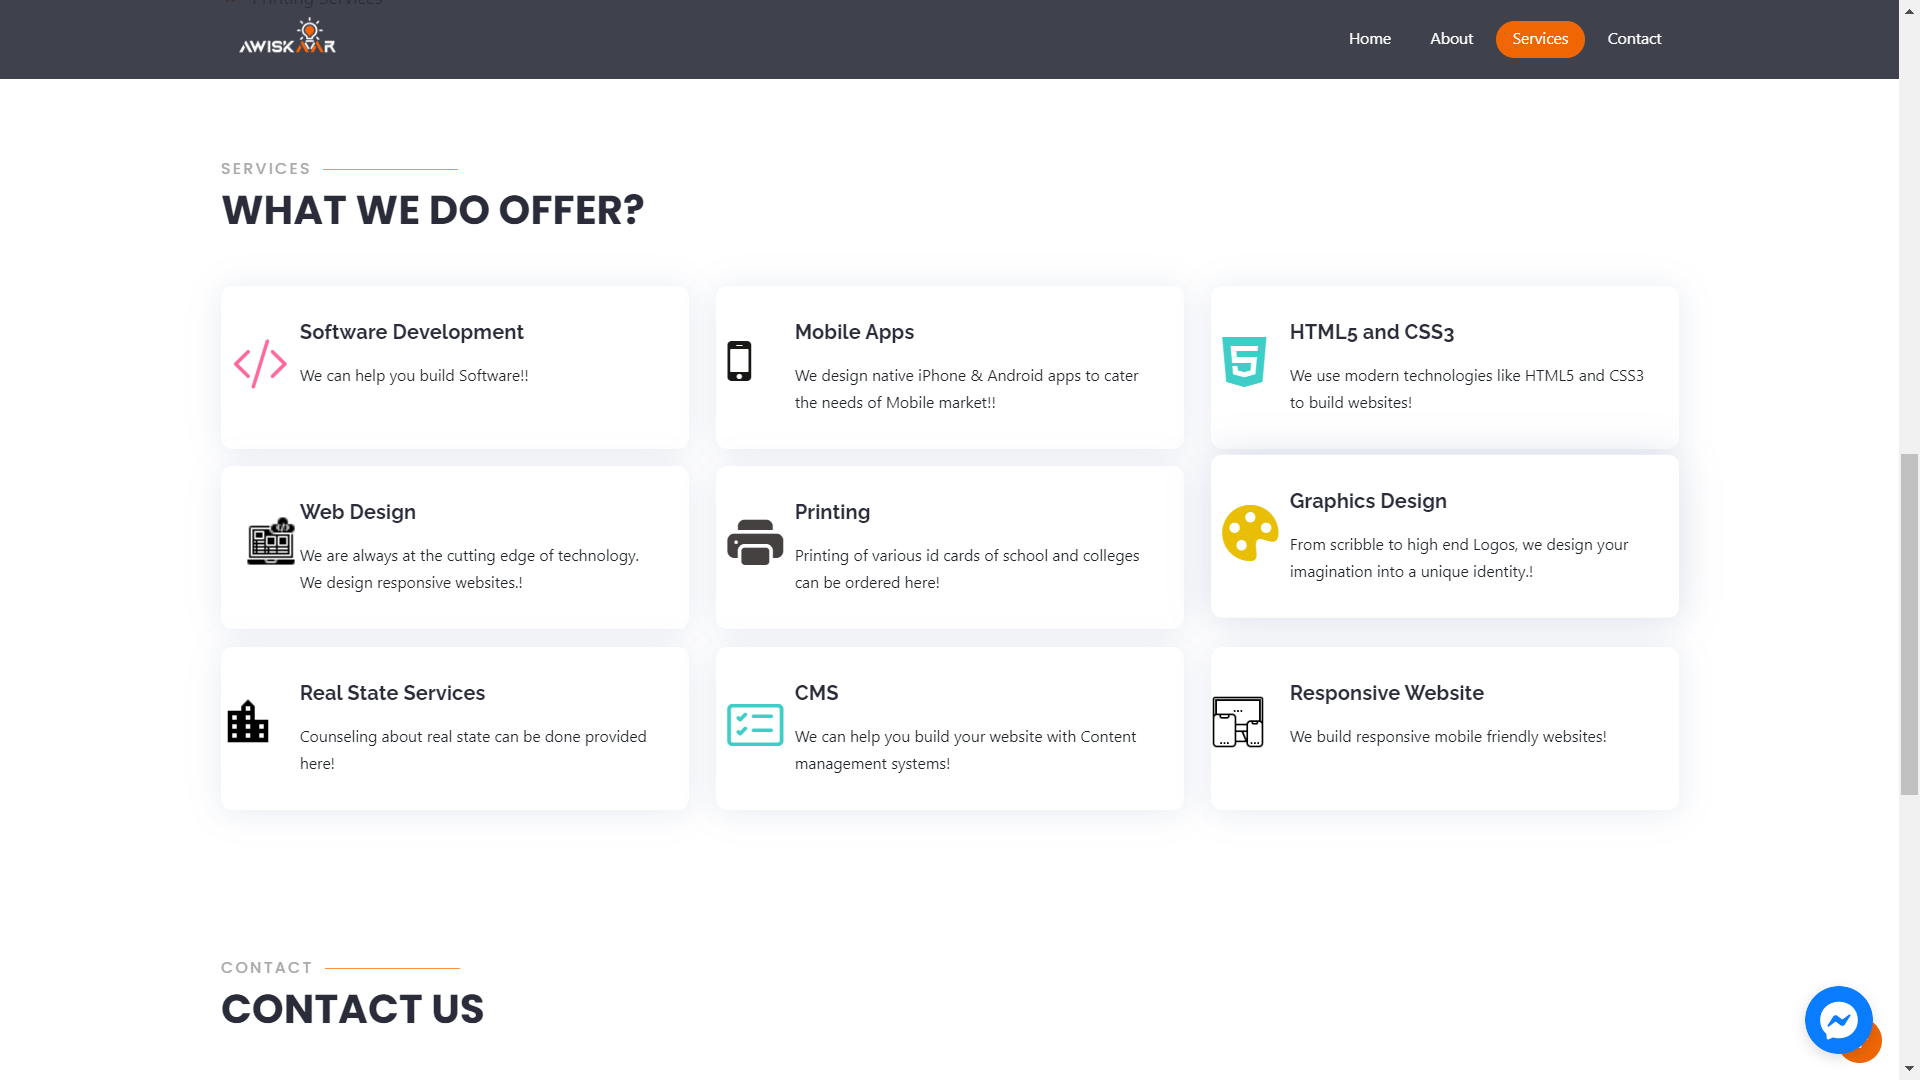 Printing Services
AWISKAAR
Home
About
Services
Contact
SERVICES
WHAT WE DO OFFER?
Software Development
We can help you build Software!!
Mobile Apps
We design native iPhone & Android apps to cater
the needs of Mobile market!!
HTML5 and CSS3
We use modern technologies like HTML5 and CSS3
to build websites!
Web Design
We are always at the cutting edge of technology.
We design responsive websites.!
Printing
Printing of various id cards of school and colleges
can be ordered here!
Graphics Design
From scribble to high end Logos, we design your
imagination into a unique identity.!
Real State Services
Counseling about real state can be done provided
here!
CMS
We can help you build your website with Content
management systems!
Responsive Website
We build responsive mobile friendly websites!
CONTACT
CONTACT US